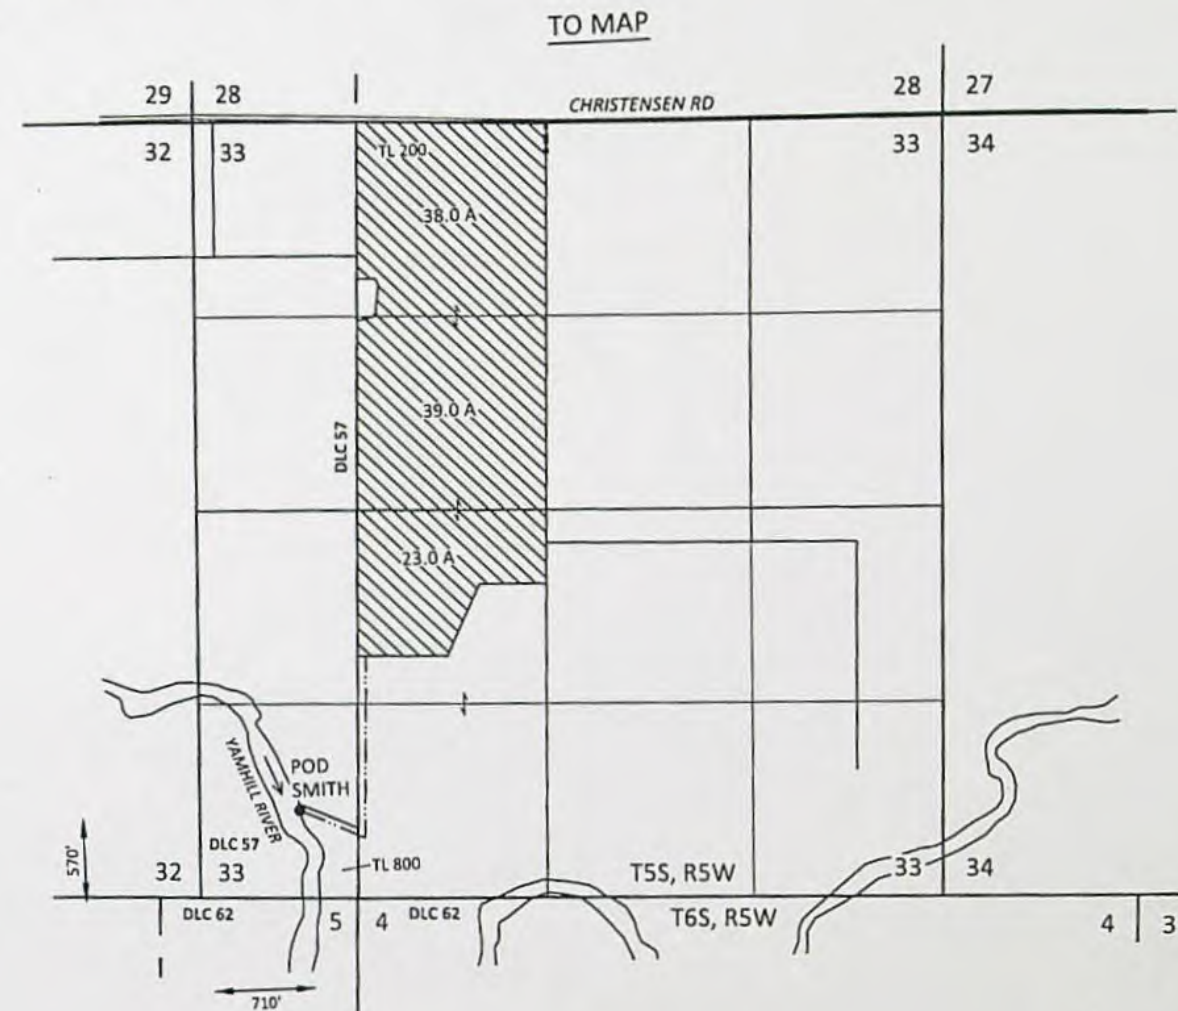 TO MAP
29 28
28 27
CHRISTENSEN RD
32 33
TL 200
33 34
38.0 A
39.0 A
DLC 57
23.0 A
YAMHILL RIVER
POD
SMITH
570'
DLC 57
32 33
TL 800
T5S, R5W
33 34
DLC 62
5 4
DLC 62
T6S, R5W
4 3
710'